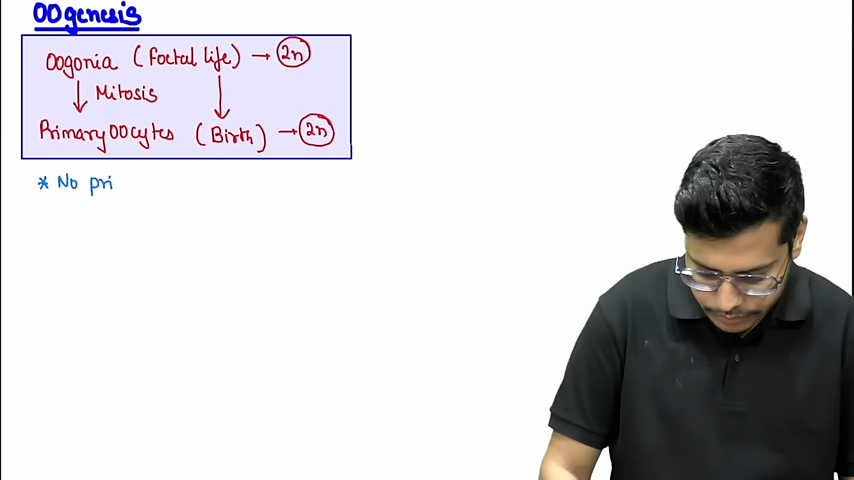 OOgenesis
Oogonia (Foetal life) → 2n
↓ Mitosis ↓
Primary OOcytes (Birth) → 2n
* No pri